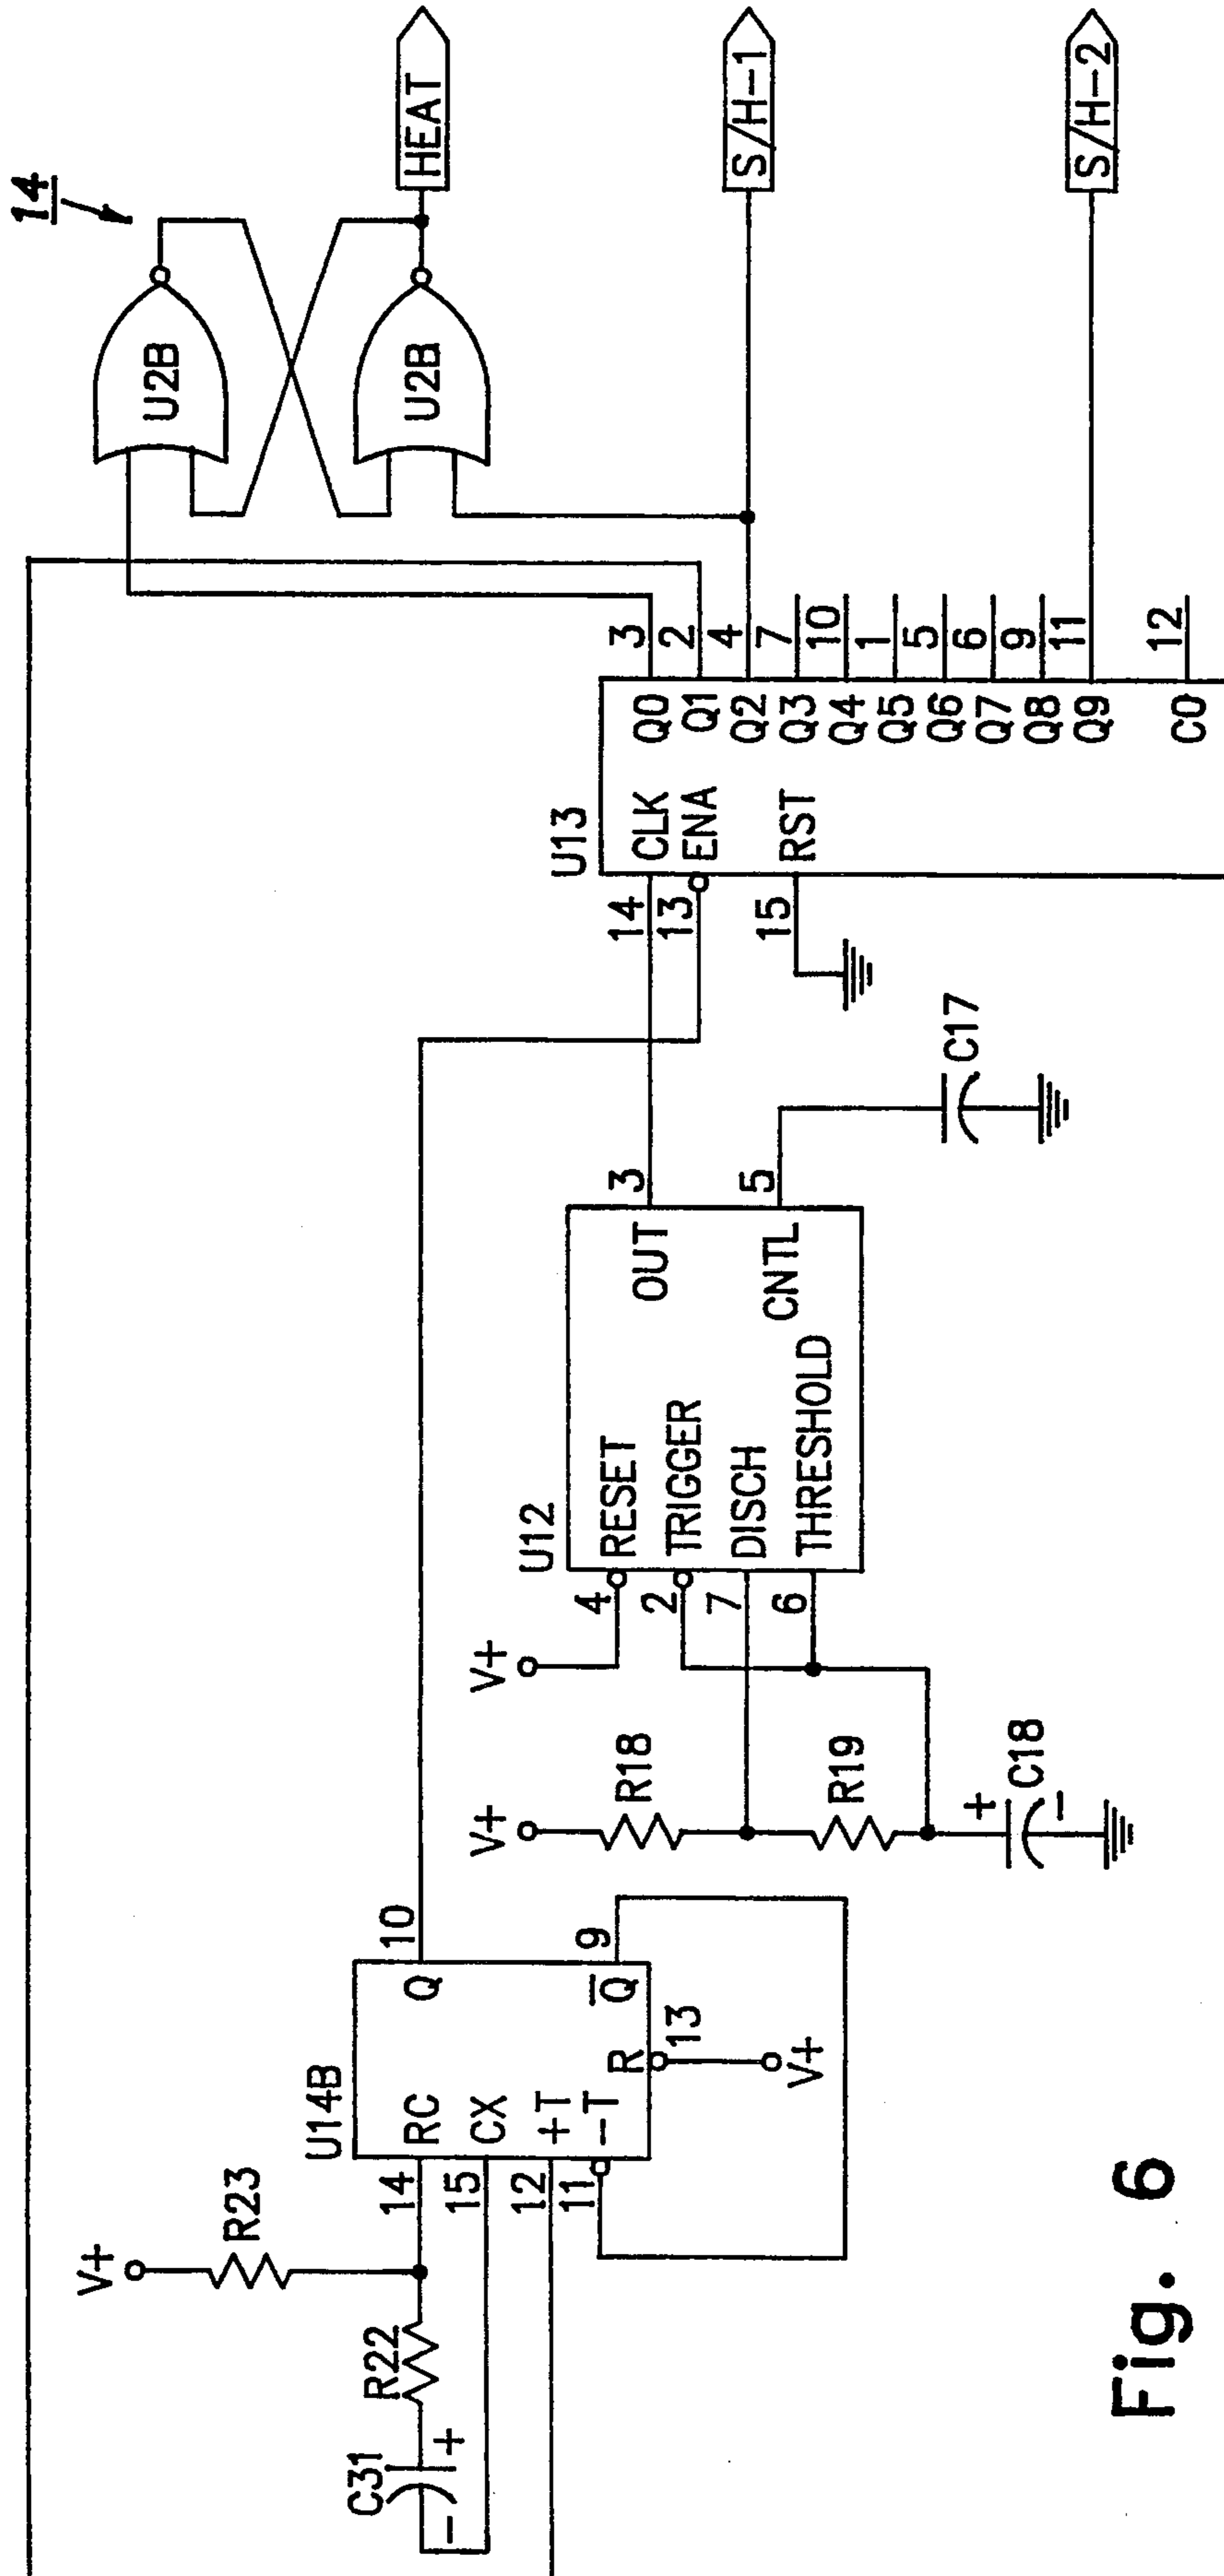 14
HEAT
S/H-1
S/H-2
U2B
U2B
U13
CLK
ENA
RST
Q0
Q1
Q2
Q3
Q4
Q5
Q6
Q7
Q8
Q9
CO
3
2
4
7
10
1
5
6
9
11
12
14
13
15
C17
U12
RESET
TRIGGER
DISCH
THRESHOLD
OUT
CNTL
3
5
4
2
7
6
V+
V+
R18
R19
+
C18
-
U14B
RC
CX
+T
-T
R
Q
Q̅
10
9
13
V+
14
15
12
11
V+
R23
R22
C31
+
-
Fig. 6